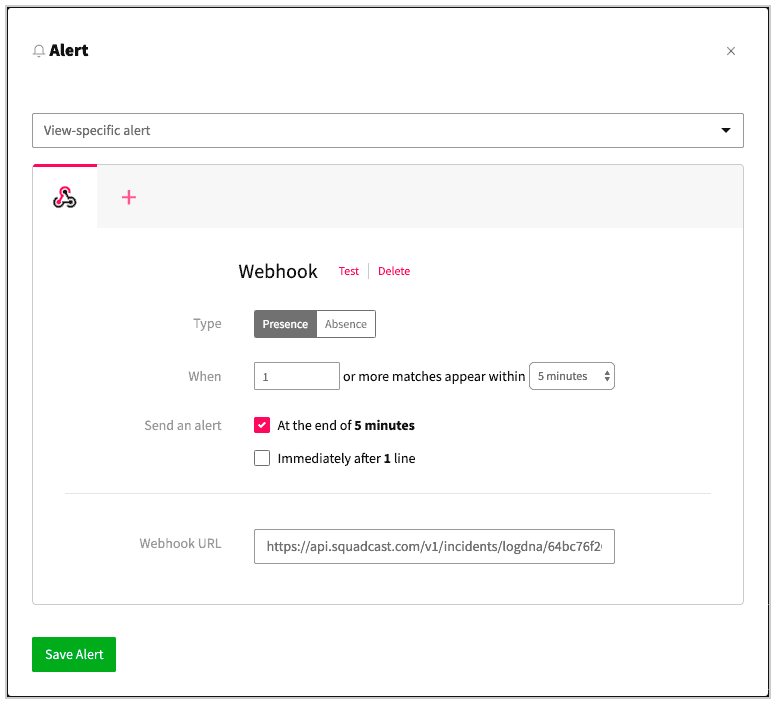 Alert
View-specific alert
Webhook Test Delete
Type Presence Absence
When 1 or more matches appear within 5 minutes
Send an alert At the end of 5 minutes
Immediately after 1 line
Webhook URL https://api.squadcast.com/v1/incidents/logdna/64bc76f2
Save Alert